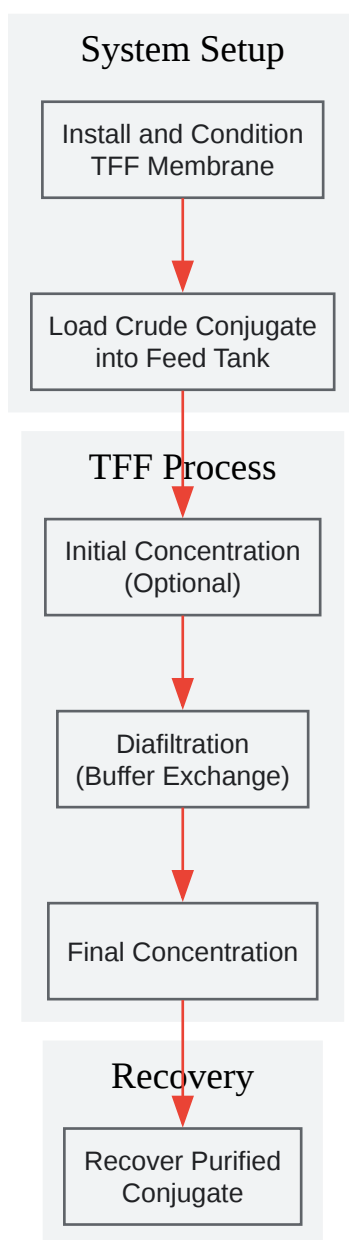 System Setup
Install and Condition
TFF Membrane
Load Crude Conjugate
into Feed Tank
TFF Process
Initial Concentration
(Optional)
Diafiltration
(Buffer Exchange)
Final Concentration
Recovery
Recover Purified
Conjugate